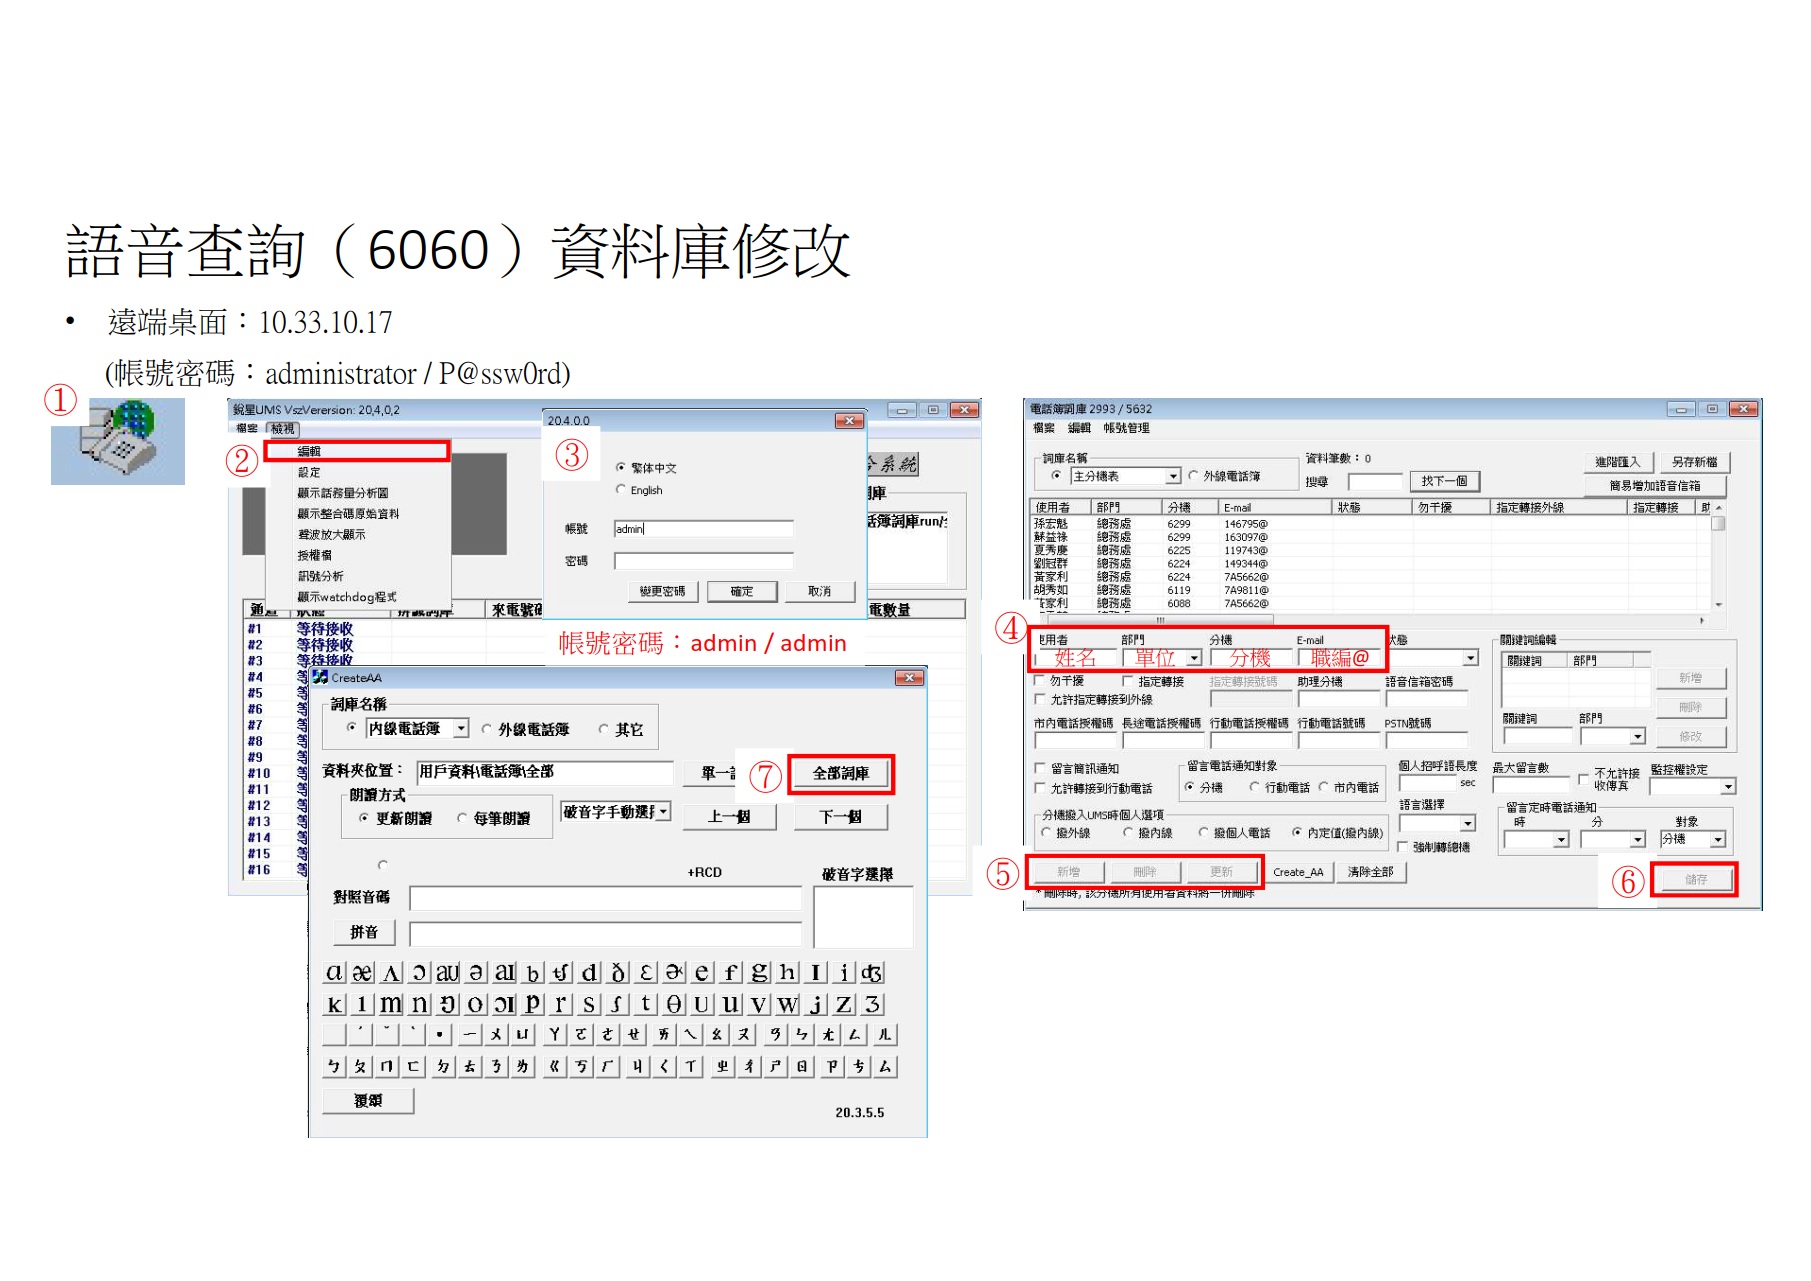 語音查詢（6060）資料庫修改
• 遠端桌面：10.33.10.17
(帳號密碼：administrator / P@ssw0rd)
①
銳星UMS VszVerersion: 20,4,0,2
檔案 檢視
②
編輯
設定
顯示話務量分析圖
顯示整合碼原始資料
聲波放大顯示
授權檔
訊號分析
顯示watchdog程式
20.4.0.0
③
繁体中文
English
帳號 admin
密碼
變更密碼 確定 取消
系統
話簿詞庫run/
來電號碼
電數量
帳號密碼：admin / admin
#1 等待接收
#2 等待接收
#3 等待接收
#4 等
#5 等
#6 等
#7 等
#8 等
#9 等
#10 等
#11 等
#12 等
#13 等
#14 等
#15 等
#16 等
CreateAA
詞庫名稱
內線電話簿 外線電話簿 其它
資料夾位置： 用戶資料\電話簿\全部
單一 ⑦ 全部詞庫
朗讀方式
更新朗讀 每筆朗讀
破音字手動選擇
上一個 下一個
+RCD
破音字選擇
對照音碼
拼音
ɑ æ ʌ ɔ aʊ ə aɪ b ʧ d ð ɛ ɚ e f g h ɪ i ʤ
k l m n ŋ o ɔɪ p r s ʃ t θ ʊ u v w j z ʒ
ˊ ˇ ˋ • ㄧ ㄨ ㄩ ㄚ ㄛ ㄜ ㄝ ㄞ ㄟ ㄠ ㄡ ㄢ ㄣ ㄤ ㄥ ㄦ
ㄅ ㄆ ㄇ ㄈ ㄉ ㄊ ㄋ ㄌ ㄍ ㄎ ㄏ ㄐ ㄑ ㄒ ㄓ ㄔ ㄕ ㄖ ㄗ ㄘ ㄙ
覆頌
20.3.5.5
電話簿詞庫 2993 / 5632
檔案 編輯 帳號管理
詞庫名稱
主分機表 外線電話簿
資料筆數： 0
搜尋 找下一個
進階匯入 另存新檔
簡易增加語音信箱
使用者 部門 分機 E-mail 狀態 勿干擾 指定轉接外線 指定轉接 助
孫宏魁 總務處 6299 146795@
蘇益祿 總務處 6299 163097@
夏秀慶 總務處 6225 119743@
劉冠群 總務處 6224 149344@
黃家利 總務處 6224 7A5662@
胡秀如 總務處 6119 7A9811@
黃家利 總務處 6088 7A5662@
④
使用者 部門 分機 E-mail 狀態
姓名 單位 分機 職編@
勿干擾 指定轉接 指定轉接號碼 助理分機 語音信箱密碼
允許指定轉接到外線
市內電話授權碼 長途電話授權碼 行動電話授權碼 行動電話號碼 PSTN號碼
關鍵詞編輯
關鍵詞 部門
新增
刪除
關鍵詞 部門
修改
留言簡訊通知
允許轉接到行動電話
留言電話通知對象
分機 行動電話 市內電話
個人招呼語長度
sec
最大留言數
不允許接收傳真
監控權設定
分機撥入UMS時個人選項
撥外線 撥內線 撥個人電話 內定值(撥內線)
語言選擇
強制轉總機
留言定時電話通知
時 分 對象
分機
⑤
新增 刪除 更新 Create_AA 清除全部
⑥
儲存
* 刪除時, 該分機所有使用者資料將一併刪除